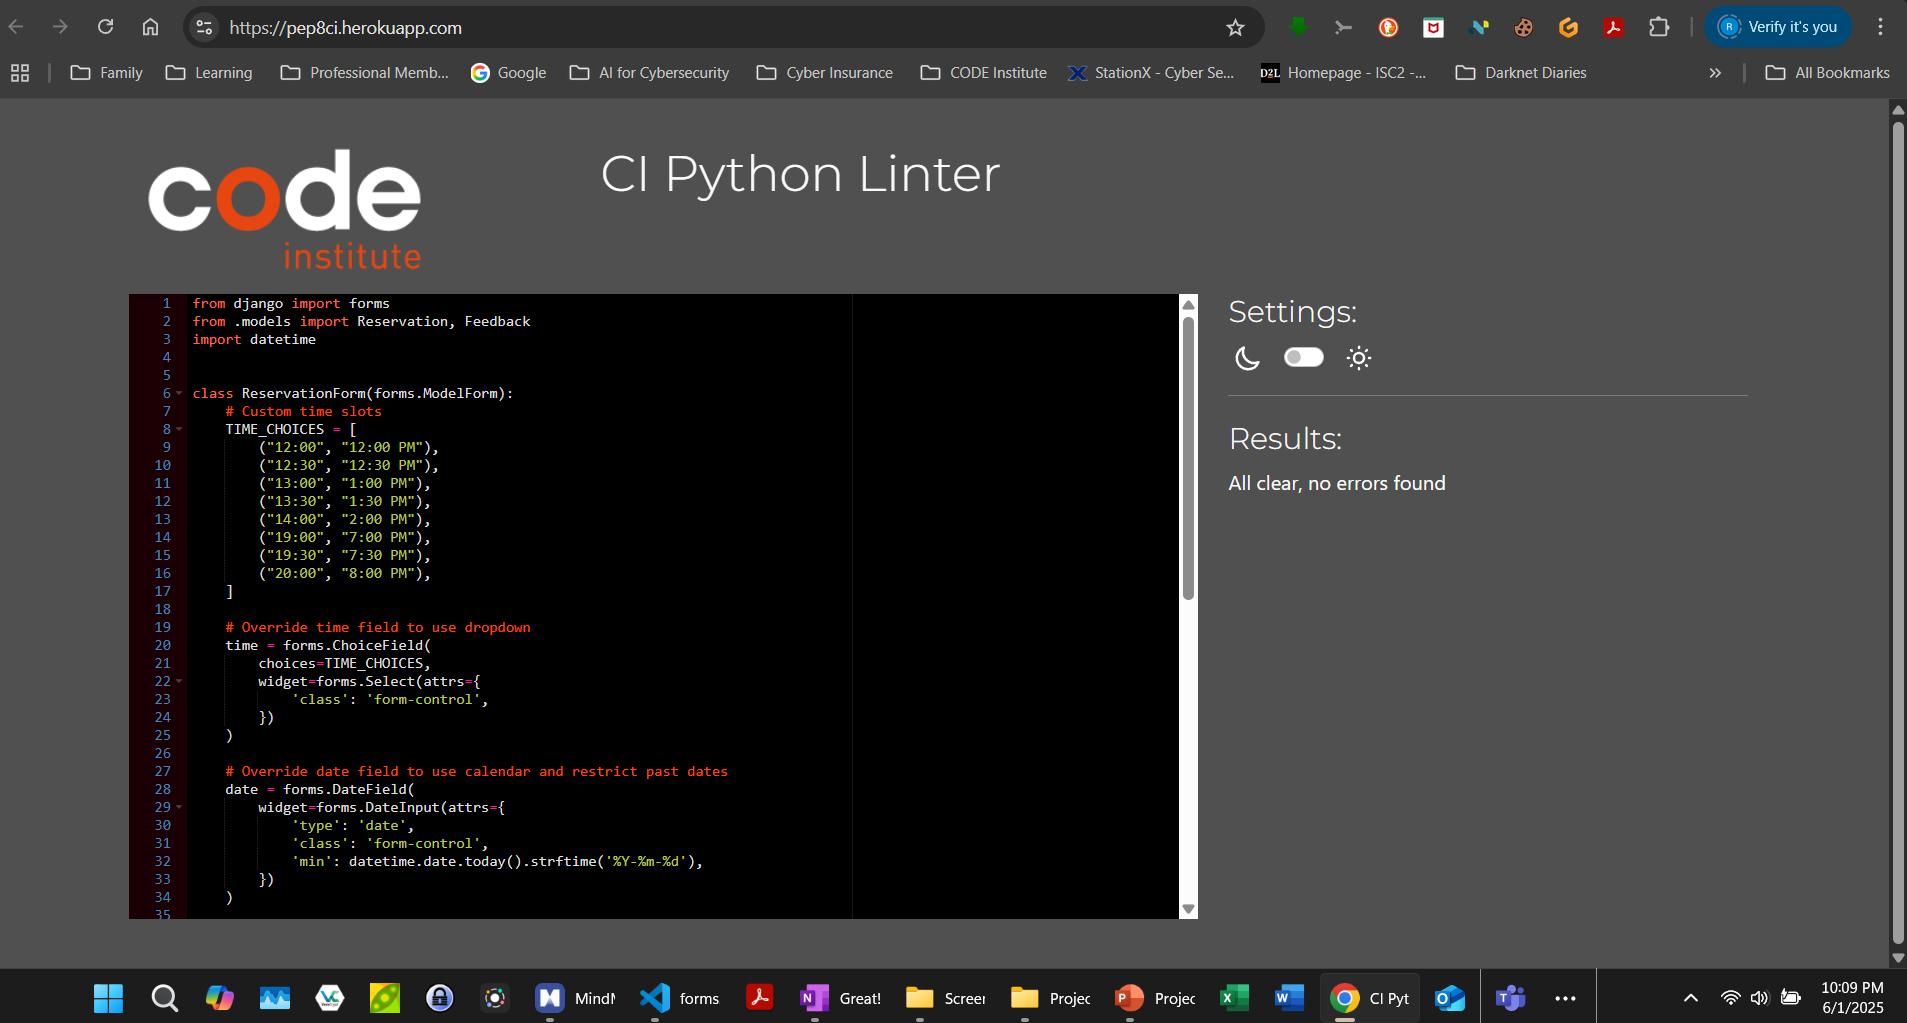 https://pep8ci.herokuapp.com
Verify it's you
Family
Learning
Professional Memb...
Google
AI for Cybersecurity
Cyber Insurance
CODE Institute
StationX - Cyber Se...
D2L
Homepage - ISC2 -...
Darknet Diaries
»
All Bookmarks
code
institute
CI Python Linter
1 from django import forms
2 from .models import Reservation, Feedback
3 import datetime
4
5
6 class ReservationForm(forms.ModelForm):
7 # Custom time slots
8 TIME_CHOICES = [
9 ("12:00", "12:00 PM"),
10 ("12:30", "12:30 PM"),
11 ("13:00", "1:00 PM"),
12 ("13:30", "1:30 PM"),
13 ("14:00", "2:00 PM"),
14 ("19:00", "7:00 PM"),
15 ("19:30", "7:30 PM"),
16 ("20:00", "8:00 PM"),
17 ]
18
19 # Override time field to use dropdown
20 time = forms.ChoiceField(
21 choices=TIME_CHOICES,
22 widget=forms.Select(attrs={
23 'class': 'form-control',
24 })
25 )
26
27 # Override date field to use calendar and restrict past dates
28 date = forms.DateField(
29 widget=forms.DateInput(attrs={
30 'type': 'date',
31 'class': 'form-control',
32 'min': datetime.date.today().strftime('%Y-%m-%d'),
33 })
34 )
35
Settings:
Results:
All clear, no errors found
forms
Great!
Projec
Projec
CI Pyt
10:09 PM
6/1/2025